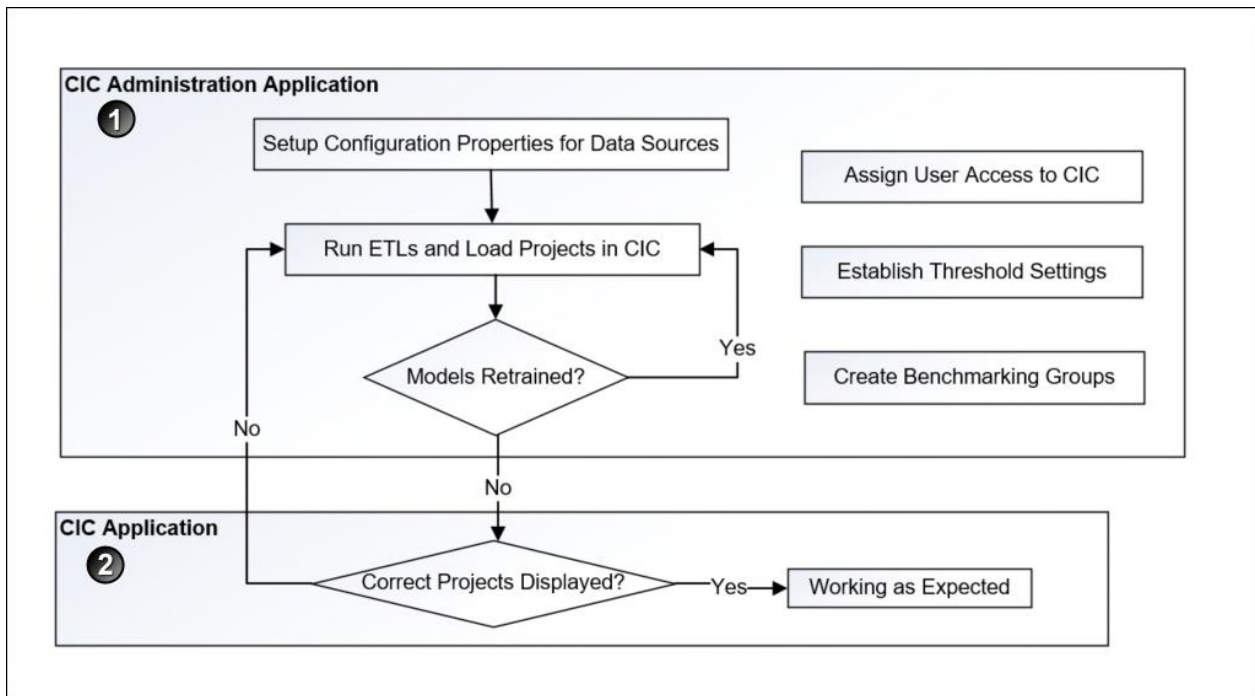 CIC Administration Application
1
Setup Configuration Properties for Data Sources
Assign User Access to CIC
Run ETLs and Load Projects in CIC
Establish Threshold Settings
Yes
Models Retrained?
Create Benchmarking Groups
No
No
CIC Application
2
Correct Projects Displayed?
Yes
Working as Expected